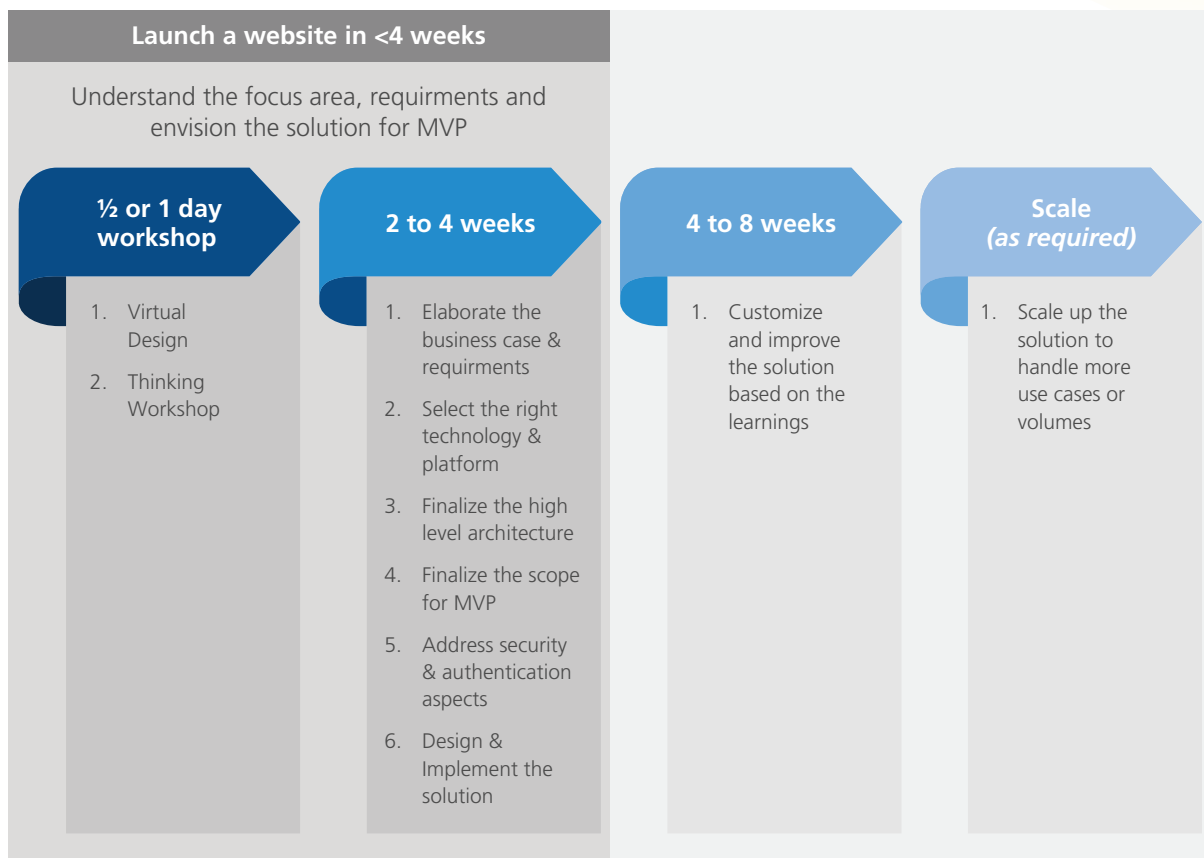 Launch a website in <4 weeks
Understand the focus area, requirments and
envision the solution for MVP
½ or 1 day
workshop
1. Virtual
Design
2. Thinking
Workshop
2 to 4 weeks
1. Elaborate the
business case &
requirments
2. Select the right
technology &
platform
3. Finalize the high
level architecture
4. Finalize the scope
for MVP
5. Address security
& authentication
aspects
6. Design &
Implement the
solution
4 to 8 weeks
1. Customize
and improve
the solution
based on the
learnings
Scale
(as required)
1. Scale up the
solution to
handle more
use cases or
volumes